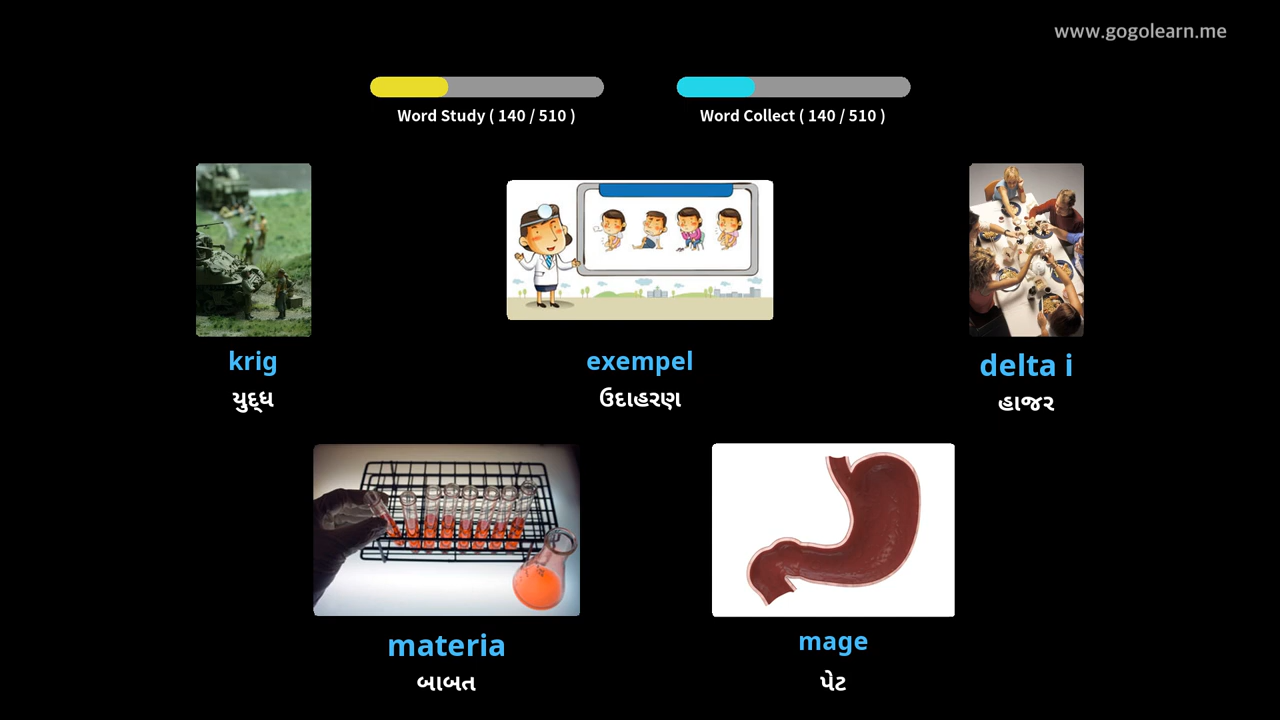 www.gogolearn.me
Word Study ( 140 / 510 )
Word Collect ( 140 / 510 )
krig
યુદ્ધ
exempel
ઉદાહરણ
delta i
હાજર
materia
બાબત
mage
પેટ